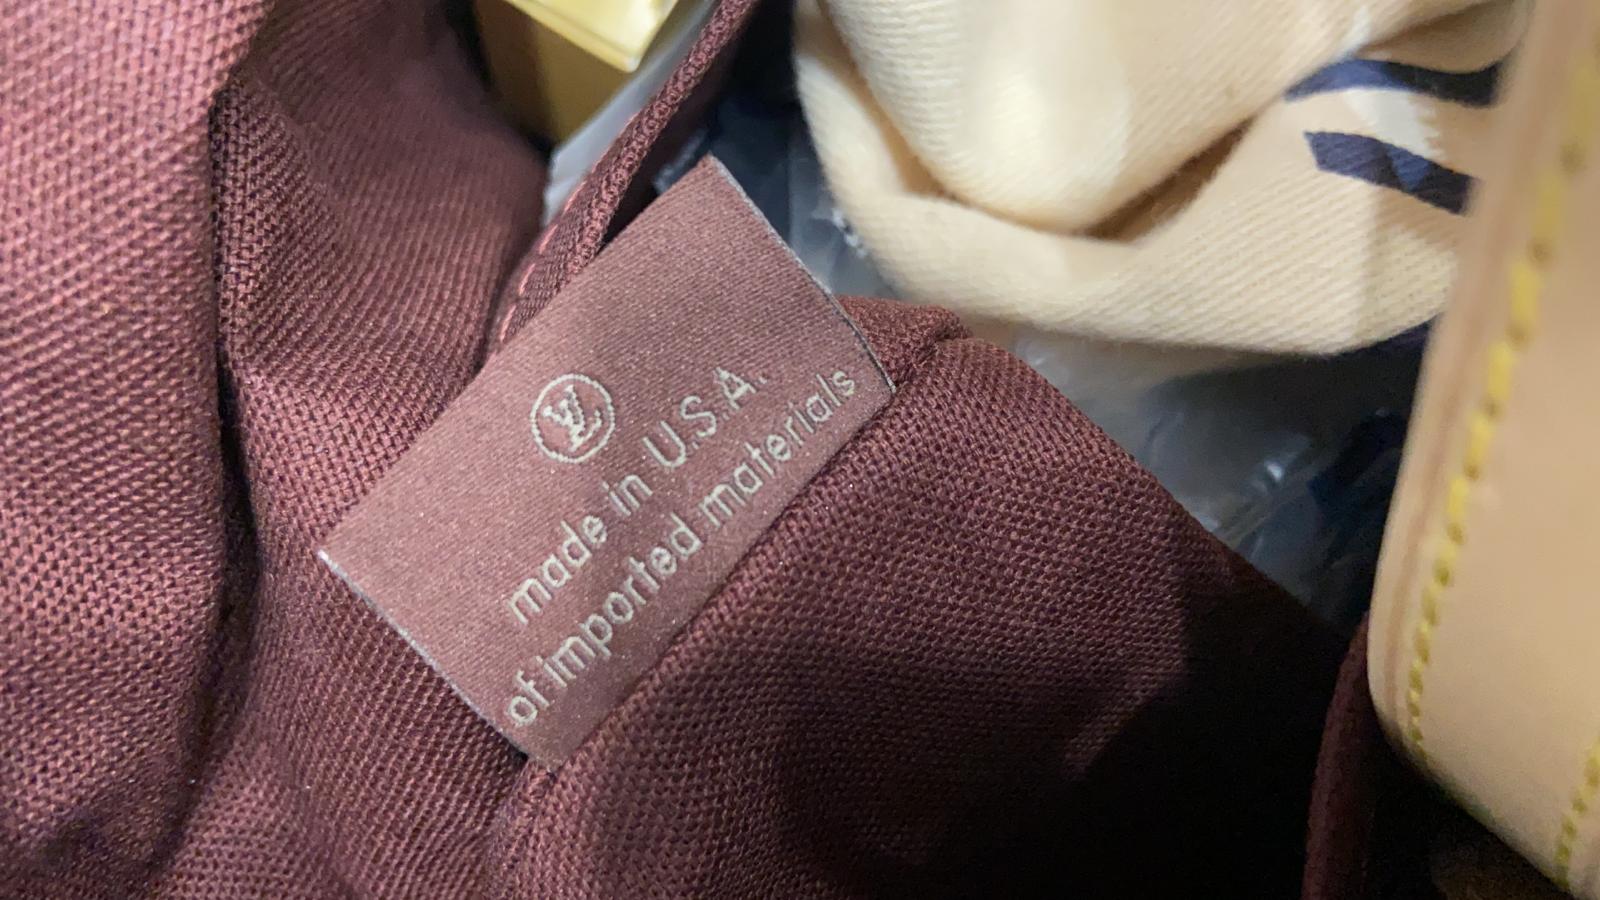 LV
made in U.S.A.
of imported materials